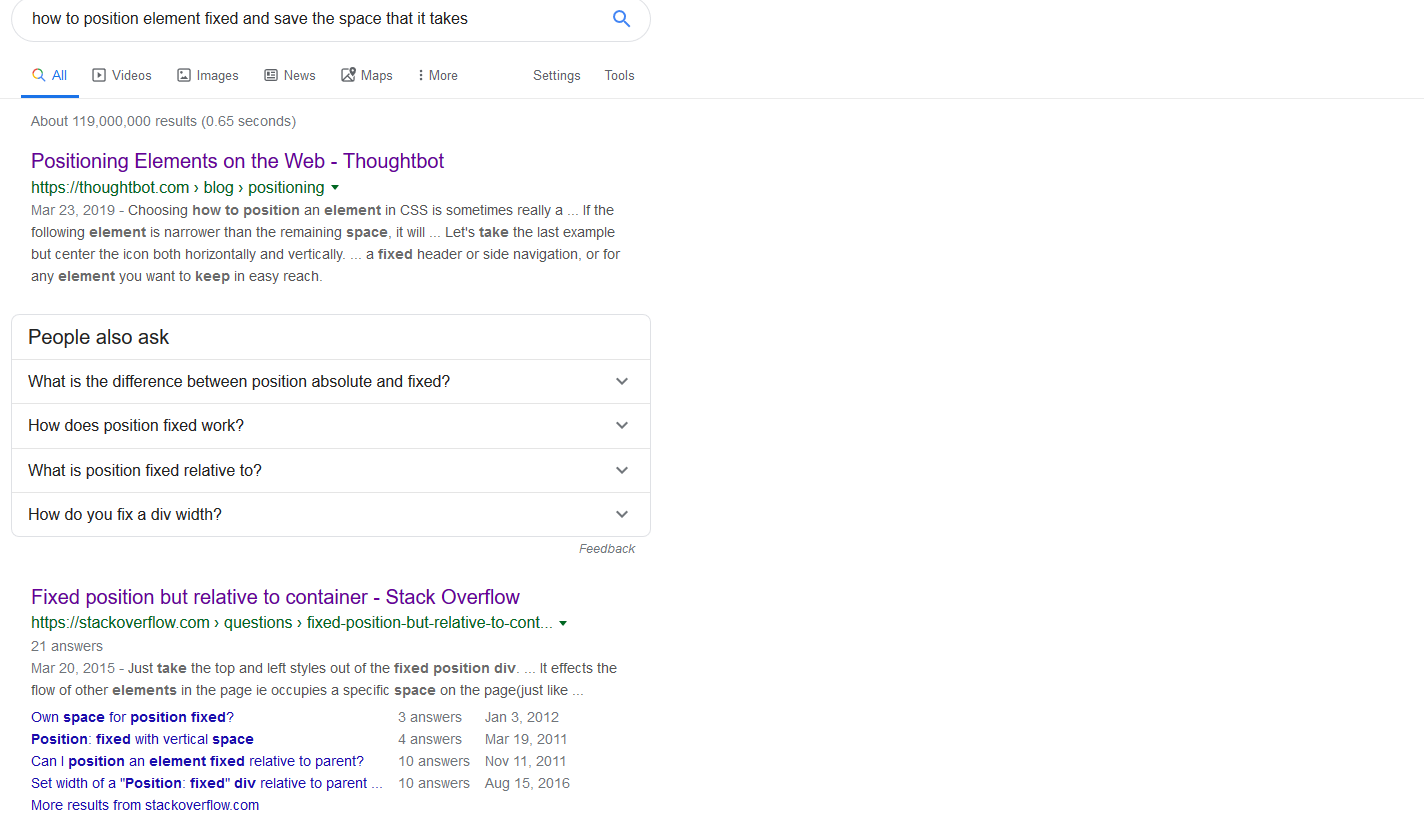 how to position element fixed and save the space that it takes
All Videos Images News Maps More Settings Tools
About 119,000,000 results (0.65 seconds)
Positioning Elements on the Web - Thoughtbot
https://thoughtbot.com › blog › positioning
Mar 23, 2019 - Choosing how to position an element in CSS is sometimes really a ... If the
following element is narrower than the remaining space, it will ... Let's take the last example
but center the icon both horizontally and vertically. ... a fixed header or side navigation, or for
any element you want to keep in easy reach.
People also ask
What is the difference between position absolute and fixed?
How does position fixed work?
What is position fixed relative to?
How do you fix a div width?
Feedback
Fixed position but relative to container - Stack Overflow
https://stackoverflow.com › questions › fixed-position-but-relative-to-cont...
21 answers
Mar 20, 2015 - Just take the top and left styles out of the fixed position div. ... It effects the
flow of other elements in the page ie occupies a specific space on the page(just like ...
Own space for position fixed? 3 answers Jan 3, 2012
Position: fixed with vertical space 4 answers Mar 19, 2011
Can I position an element fixed relative to parent? 10 answers Nov 11, 2011
Set width of a "Position: fixed" div relative to parent ... 10 answers Aug 15, 2016
More results from stackoverflow.com